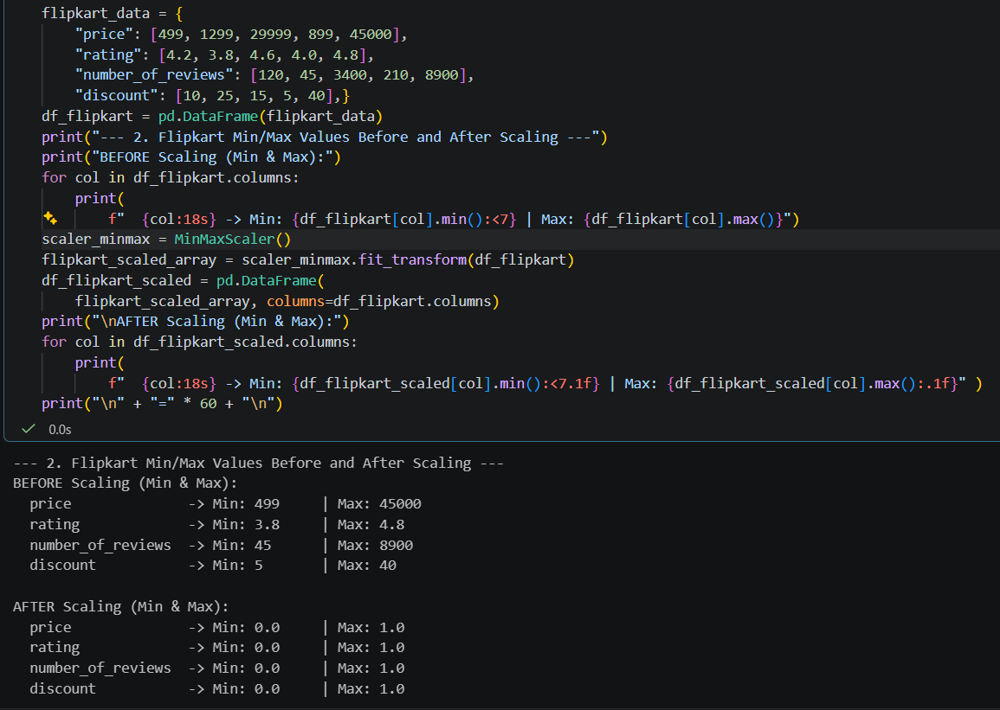 flipkart_data = {
    "price": [499, 1299, 29999, 899, 45000],
    "rating": [4.2, 3.8, 4.6, 4.0, 4.8],
    "number_of_reviews": [120, 45, 3400, 210, 8900],
    "discount": [10, 25, 15, 5, 40],}
df_flipkart = pd.DataFrame(flipkart_data)
print("--- 2. Flipkart Min/Max Values Before and After Scaling ---")
print("BEFORE Scaling (Min & Max):")
for col in df_flipkart.columns:
    print(
        f"  {col:18s} -> Min: {df_flipkart[col].min():<7} | Max: {df_flipkart[col].max()}")
scaler_minmax = MinMaxScaler()
flipkart_scaled_array = scaler_minmax.fit_transform(df_flipkart)
df_flipkart_scaled = pd.DataFrame(
    flipkart_scaled_array, columns=df_flipkart.columns)
print("\nAFTER Scaling (Min & Max):")
for col in df_flipkart_scaled.columns:
    print(
        f"  {col:18s} -> Min: {df_flipkart_scaled[col].min():<7.1f} | Max: {df_flipkart_scaled[col].max():.1f}" )
print("\n" + "=" * 60 + "\n")
0.0s
--- 2. Flipkart Min/Max Values Before and After Scaling ---
BEFORE Scaling (Min & Max):
  price              -> Min: 499     | Max: 45000
  rating             -> Min: 3.8     | Max: 4.8
  number_of_reviews  -> Min: 45      | Max: 8900
  discount           -> Min: 5       | Max: 40

AFTER Scaling (Min & Max):
  price              -> Min: 0.0     | Max: 1.0
  rating             -> Min: 0.0     | Max: 1.0
  number_of_reviews  -> Min: 0.0     | Max: 1.0
  discount           -> Min: 0.0     | Max: 1.0